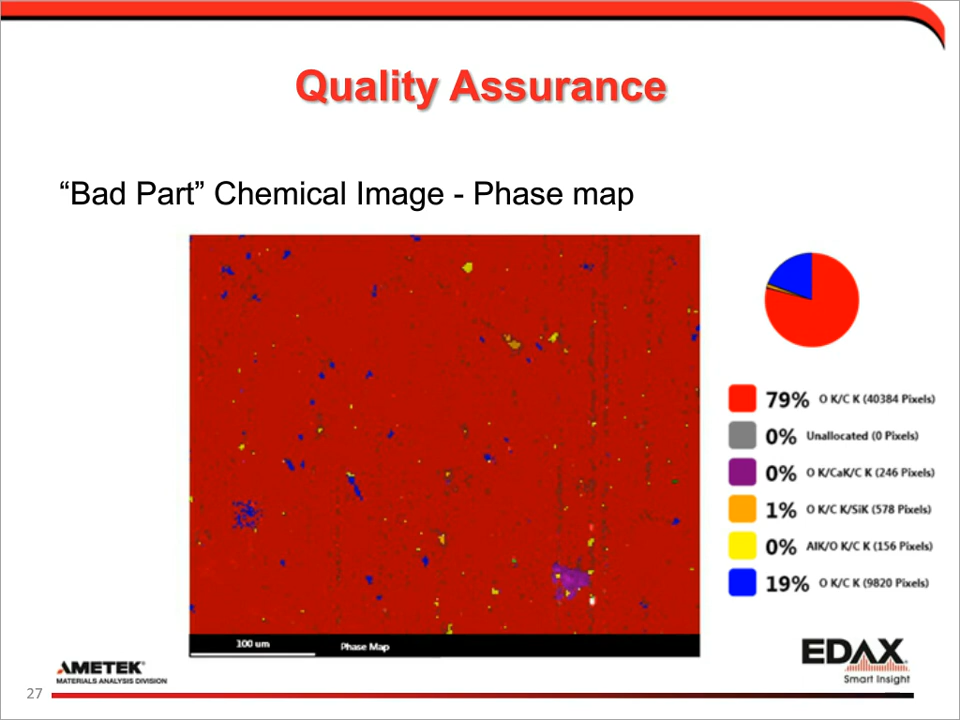 Quality Assurance
“Bad Part” Chemical Image - Phase map
79% O K/C K (40384 Pixels)
0% Unallocated (0 Pixels)
0% O K/CaK/C K (246 Pixels)
1% O K/C K/SiK (578 Pixels)
0% AlK/O K/C K (156 Pixels)
19% O K/C K (9820 Pixels)
100 um Phase Map
AMETEK®
MATERIALS ANALYSIS DIVISION
EDAX
Smart Insight
27